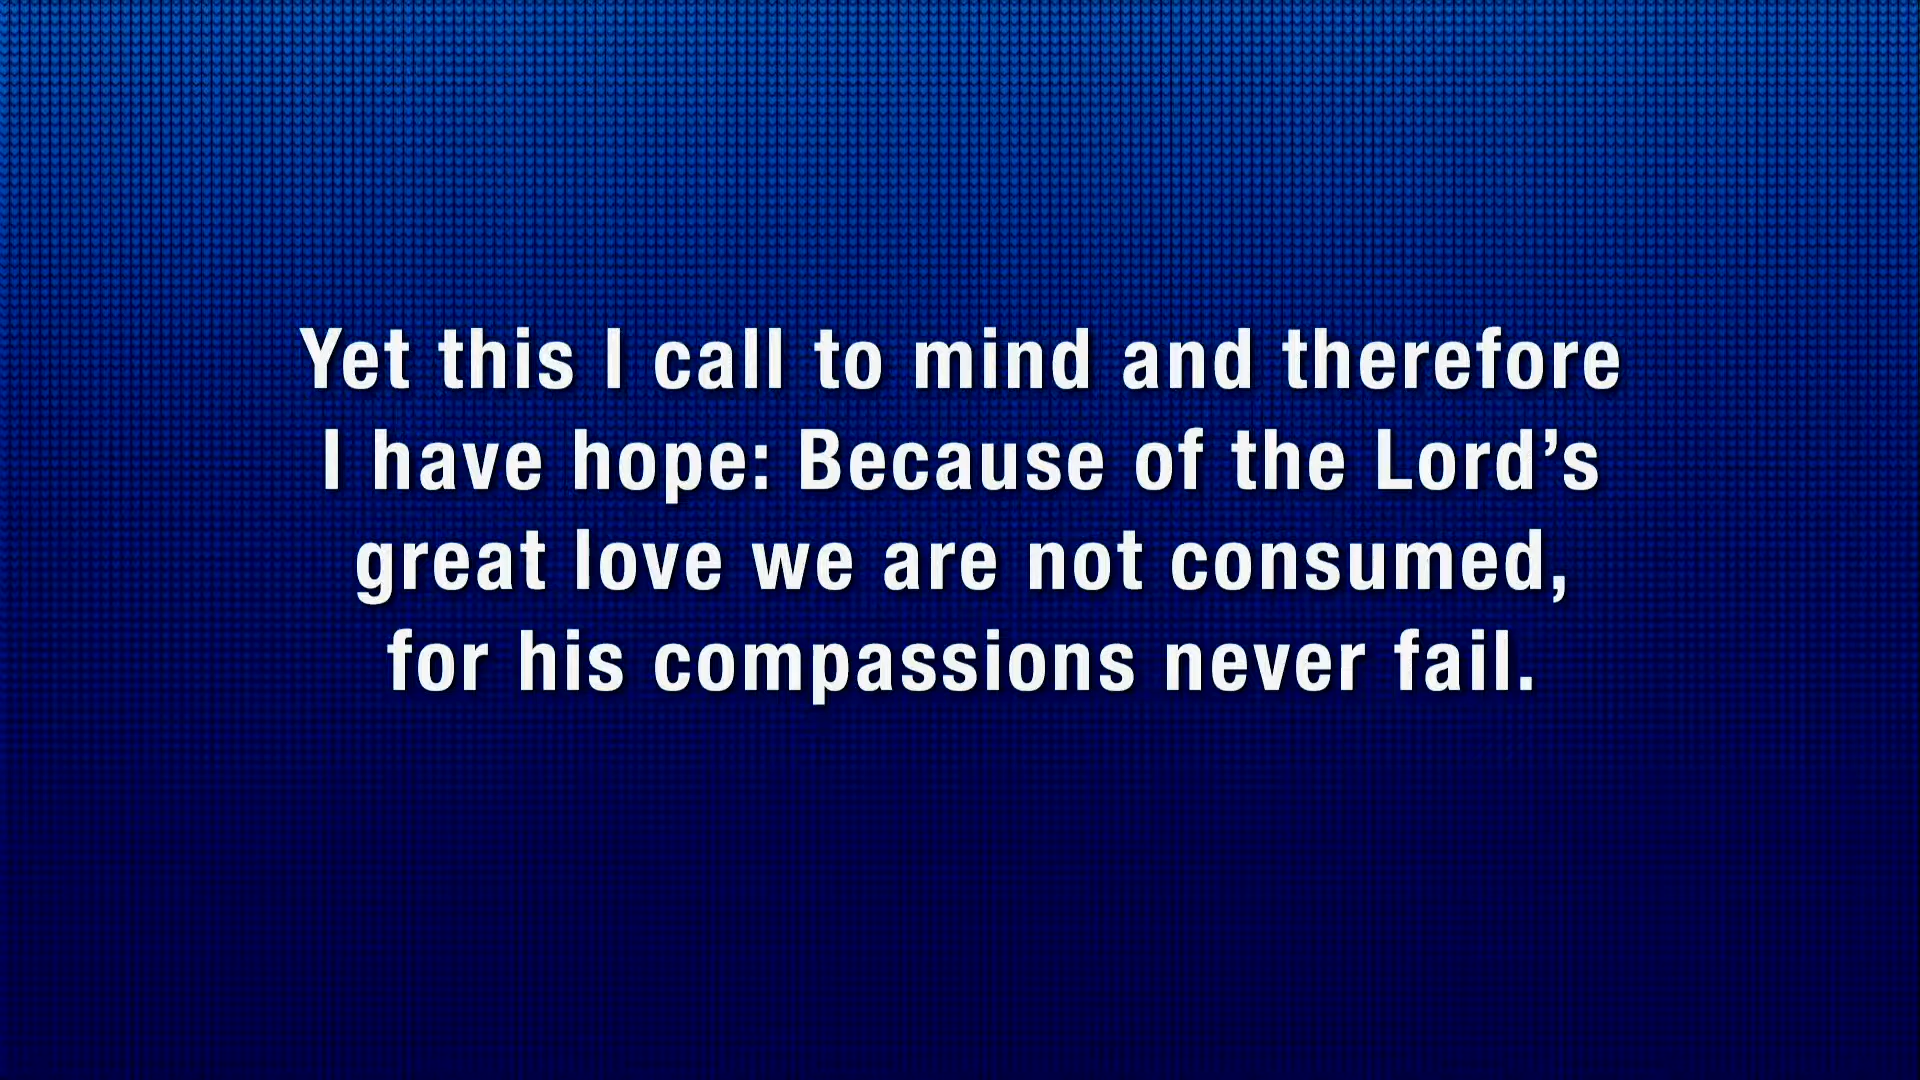 Yet this I call to mind and therefore
I have hope: Because of the Lord’s
great love we are not consumed,
for his compassions never fail.